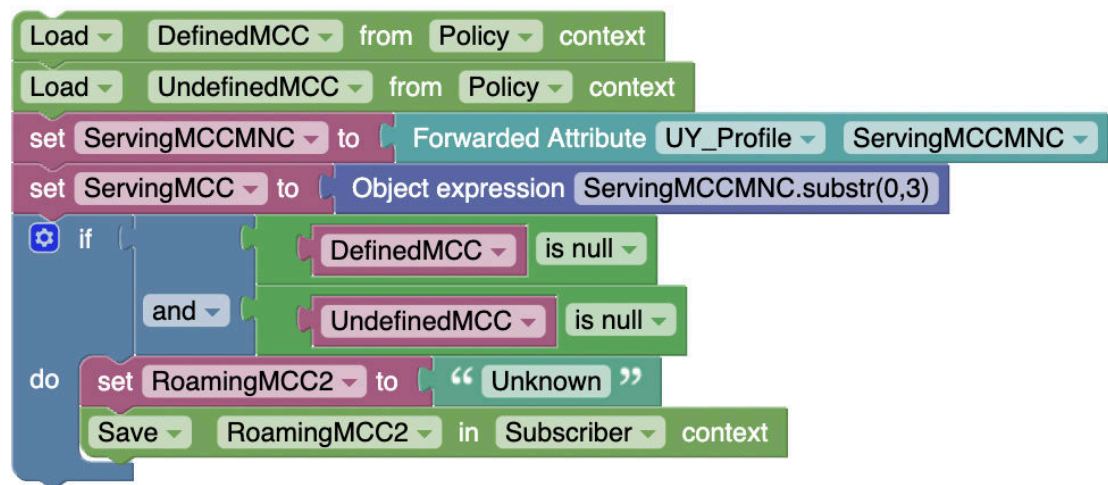 Load DefinedMCC from Policy context
Load UndefinedMCC from Policy context
set ServingMCCMNC to Forwarded Attribute UY_Profile ServingMCCMNC
set ServingMCC to Object expression ServingMCCMNC.substr(0,3)
if DefinedMCC is null
and UndefinedMCC is null
do set RoamingMCC2 to “ Unknown ”
Save RoamingMCC2 in Subscriber context